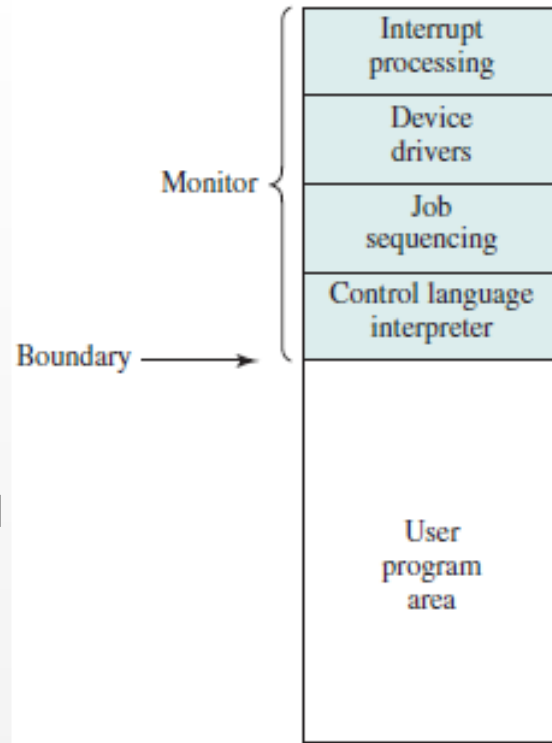 Interrupt
processing
Device
drivers
Monitor
Job
sequencing
Control language
interpreter
Boundary
User
program
area